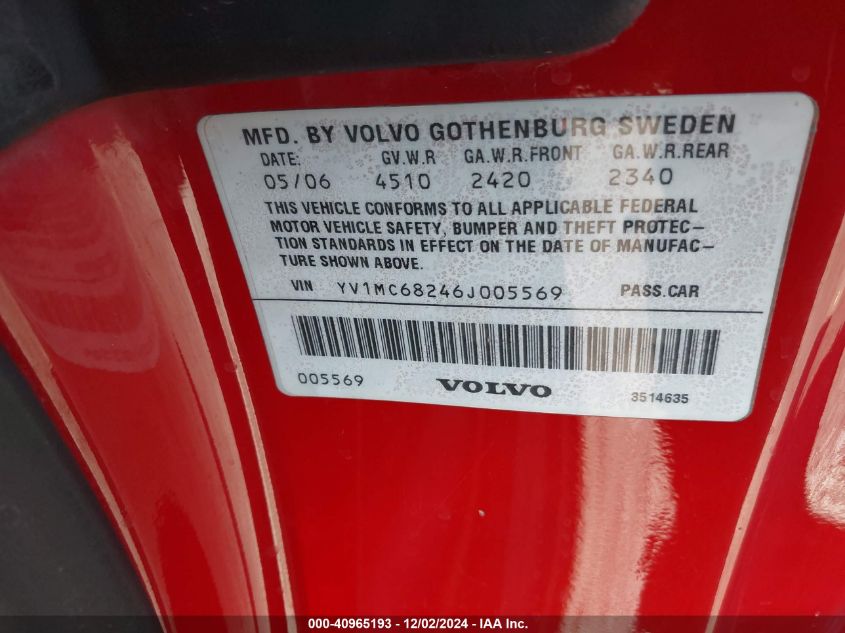 MFD. BY VOLVO GOTHENBURG SWEDEN
DATE: GV.W.R GA.W.R.FRONT GA.W.R.REAR
05/06 4510 2420 2340
THIS VEHICLE CONFORMS TO ALL APPLICABLE FEDERAL
MOTOR VEHICLE SAFETY, BUMPER AND THEFT PROTEC-
TION STANDARDS IN EFFECT ON THE DATE OF MANUFAC-
TURE SHOWN ABOVE.
VIN YV1MC68246J005569 PASS.CAR
005569 VOLVO 3514635
000-40965193 - 12/02/2024 - IAA Inc.